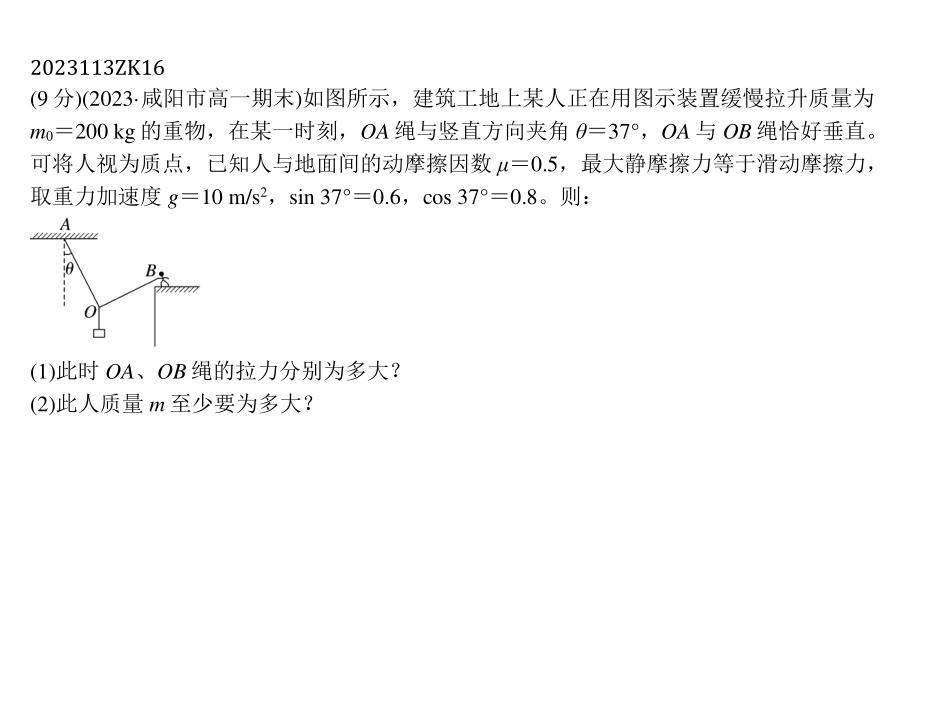 2023113ZK16
(9 分)(2023·咸阳市高一期末)如图所示，建筑工地上某人正在用图示装置缓慢拉升质量为
m₀＝200 kg 的重物，在某一时刻，OA 绳与竖直方向夹角 θ＝37°，OA 与 OB 绳恰好垂直。
可将人视为质点，已知人与地面间的动摩擦因数 μ＝0.5，最大静摩擦力等于滑动摩擦力，
取重力加速度 g＝10 m/s²，sin 37°＝0.6，cos 37°＝0.8。则：
A
θ
B
O
(1)此时 OA、OB 绳的拉力分别为多大？
(2)此人质量 m 至少要为多大？